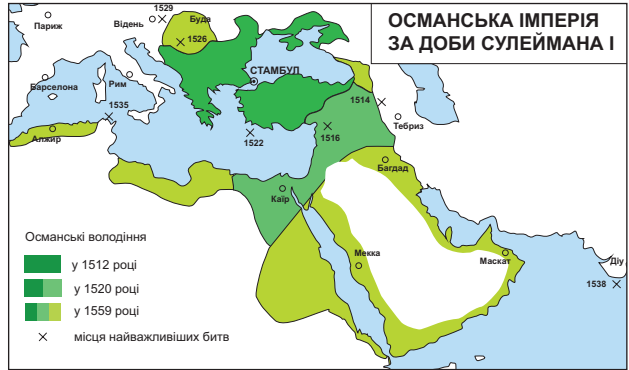 ОСМАНСЬКА ІМПЕРІЯ
ЗА ДОБИ СУЛЕЙМАНА І
1529
Париж
Відень
Буда
1526
СТАМБУЛ
Барселона
Рим
1535
Алжир
1522
1514
Тебриз
1516
Багдад
Каїр
Мекка
Маскат
Діу
1538
Османські володіння
у 1512 році
у 1520 році
у 1559 році
місця найважливіших битв